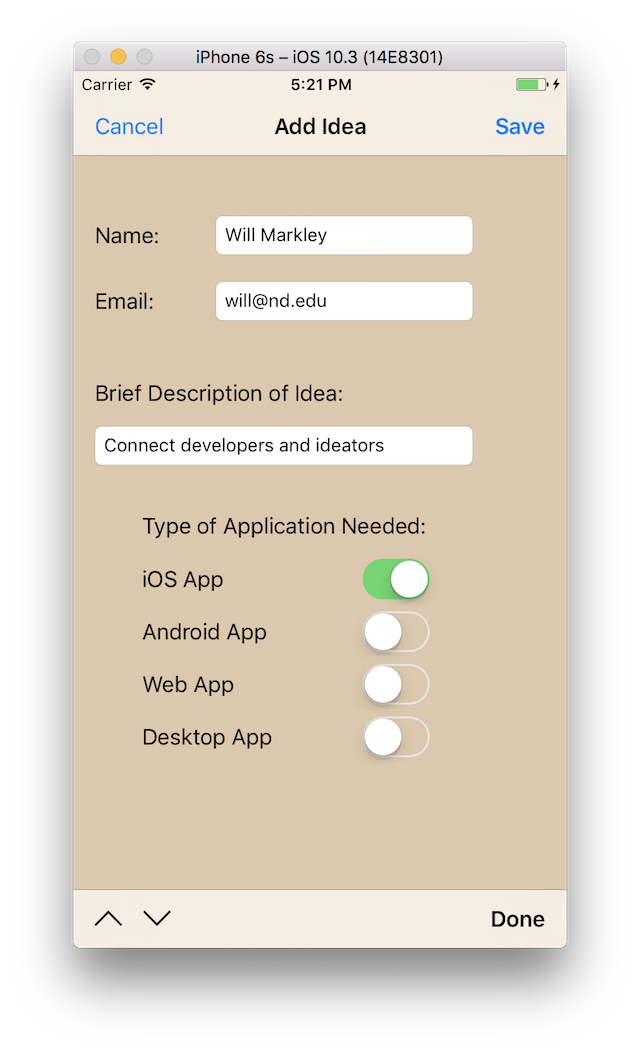 iPhone 6s – iOS 10.3 (14E8301)
Carrier 5:21 PM
Cancel Add Idea Save
Name: Will Markley
Email: will@nd.edu
Brief Description of Idea:
Connect developers and ideators
Type of Application Needed:
iOS App
Android App
Web App
Desktop App
Done